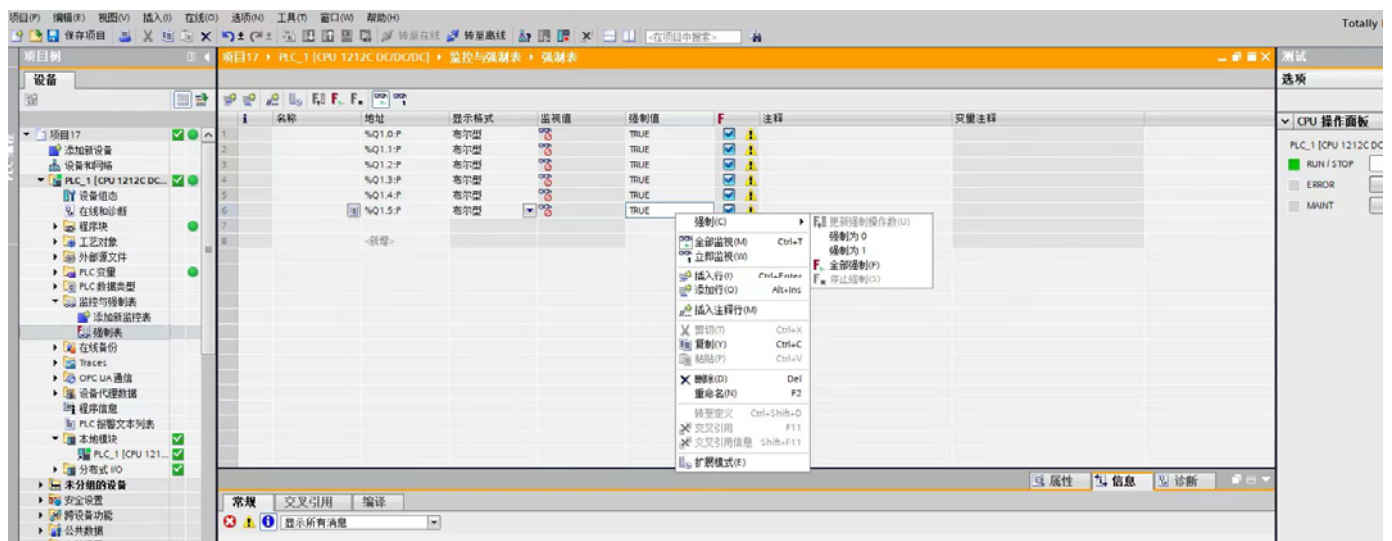 项目(P) 编辑(E) 视图(V) 插入(I) 在线(O) 选项(N) 工具(T) 窗口(W) 帮助(H)
Totally
保存项目 转至在线 转至离线 <在项目中搜索>
项目树
项目17 PLC_1 [CPU 1212C DC/DC/DC] 监控与强制表 强制表
测试
设备
选项
i 名称 地址 显示格式 监视值 强制值 F 注释 变量注释
1 %Q1.0:P 布尔型 TRUE
2 %Q1.1:P 布尔型 TRUE
3 %Q1.2:P 布尔型 TRUE
4 %Q1.3:P 布尔型 TRUE
5 %Q1.4:P 布尔型 TRUE
6 %Q1.5:P 布尔型 TRUE
7
8 <新增>
项目17
添加新设备
设备和网络
PLC_1 [CPU 1212C DC...
设备组态
在线和诊断
程序块
工艺对象
外部源文件
PLC 变量
PLC 数据类型
监控与强制表
添加新监控表
强制表
在线备份
Traces
OPC UA 通信
设备代理数据
程序信息
PLC 报警文本列表
本地模块
PLC_1 [CPU 121...
分布式 I/O
未分组的设备
安全设置
跨设备功能
公共数据
强制(C)
全部监视(M) Ctrl+T
立即监视(W)
插入行(I) Ctrl+Enter
添加行(O) Alt+Ins
插入注释行(M)
剪切(T) Ctrl+X
复制(Y) Ctrl+C
粘贴(P) Ctrl+V
删除(D) Del
重命名(N) F2
转至定义 Ctrl+Shift+D
交叉引用 F11
交叉引用信息 Shift+F11
扩展模式(E)
更新强制操作数(U)
强制为 0
强制为 1
全部强制(F)
停止强制(S)
CPU 操作面板
PLC_1 [CPU 1212C DC
RUN / STOP
ERROR
MAINT
属性 信息 诊断
常规 交叉引用 编译
显示所有消息